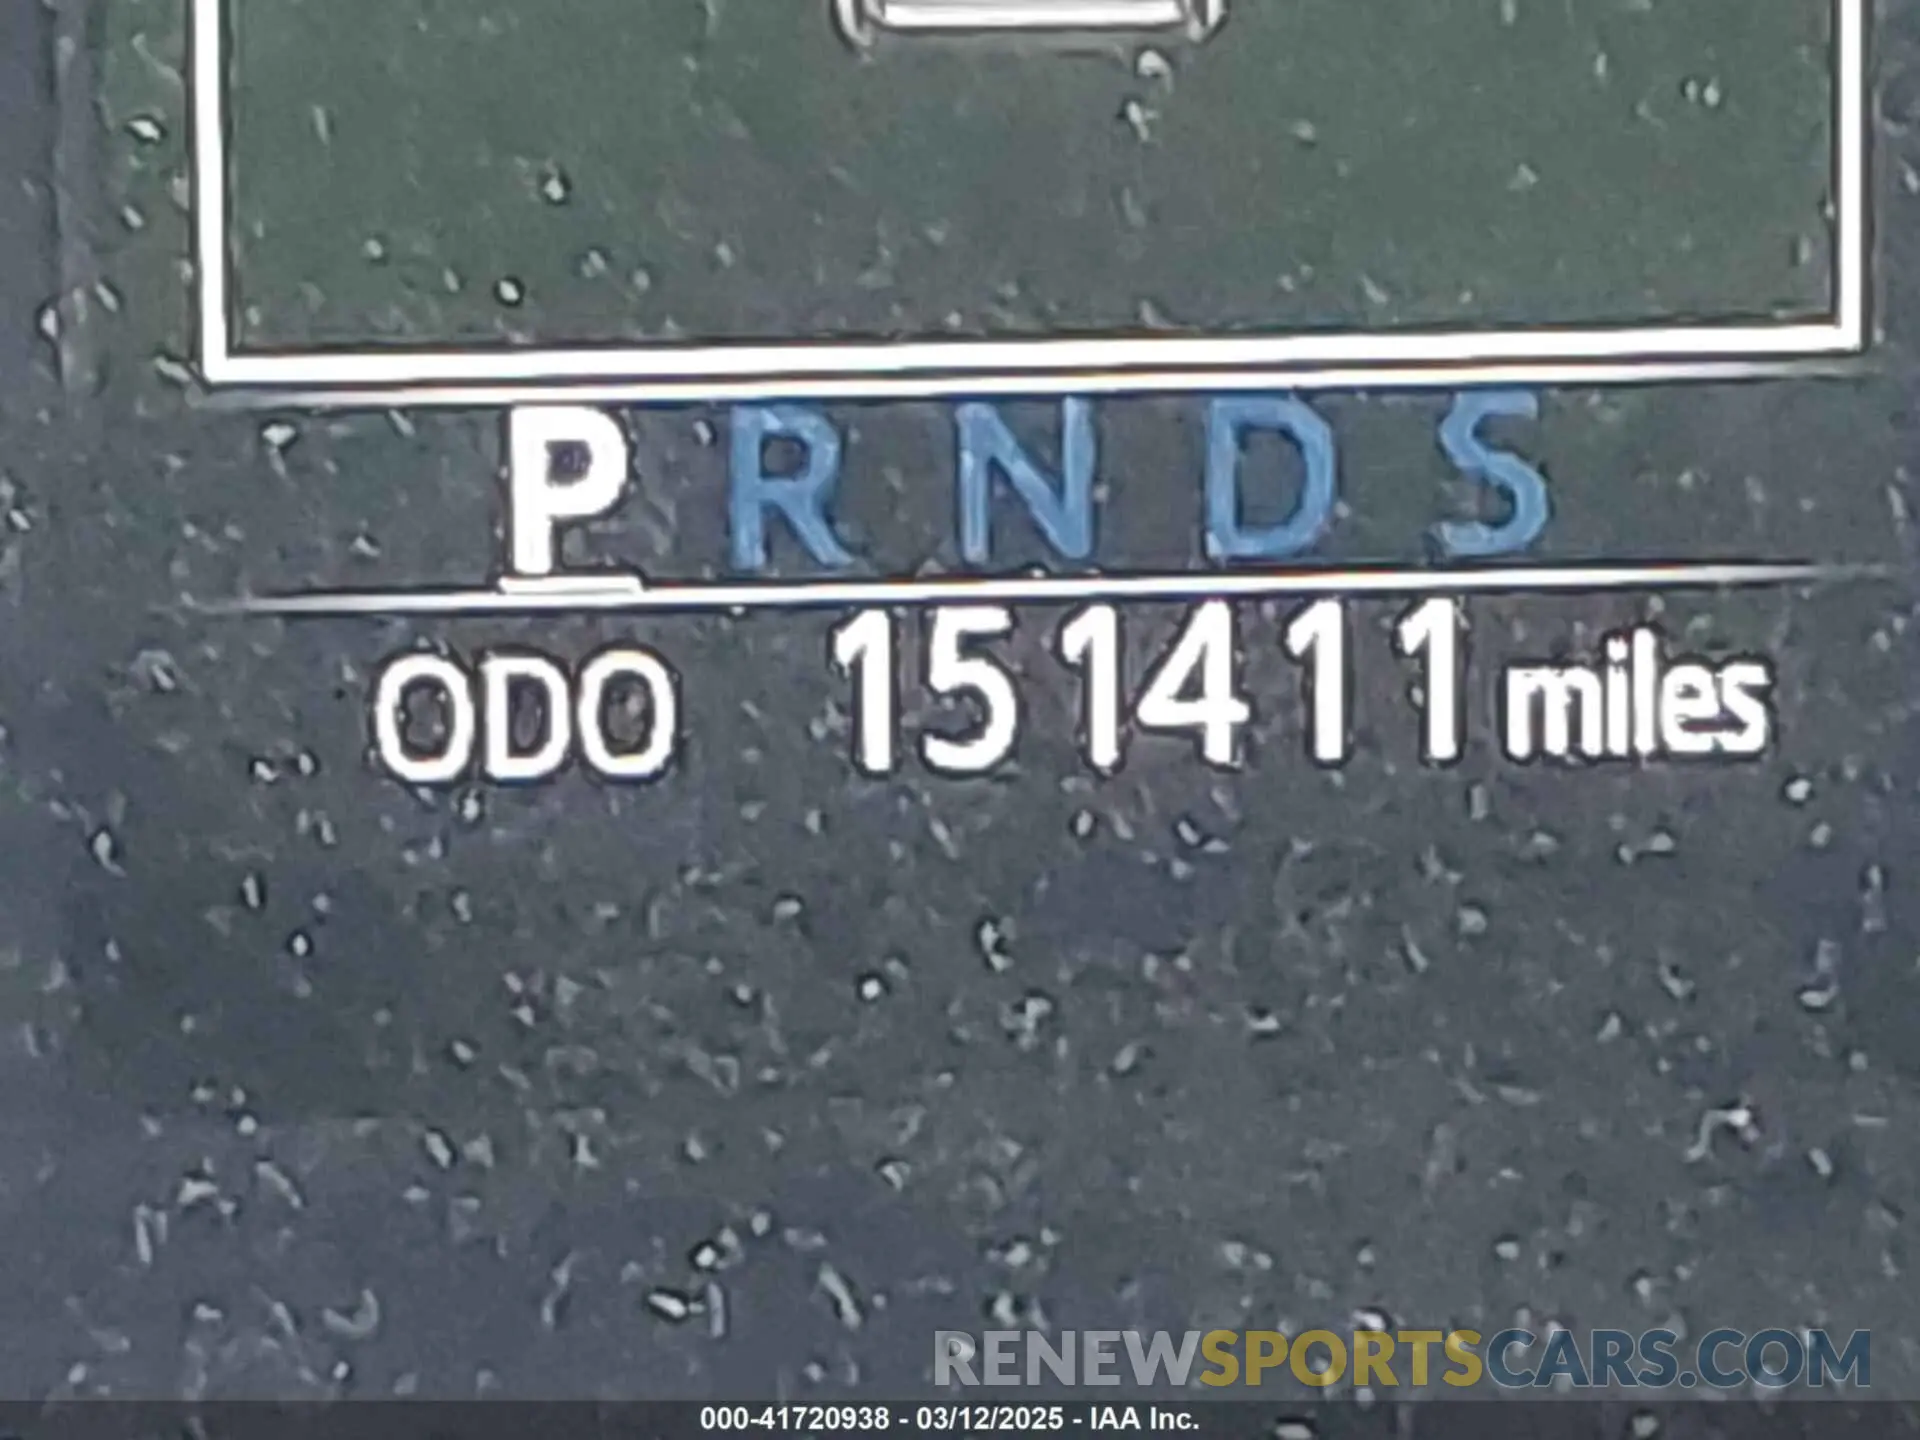 P R N D S
ODO 151411 miles
RENEWSPORTSCARS.COM
000-41720938 - 03/12/2025 - IAA Inc.